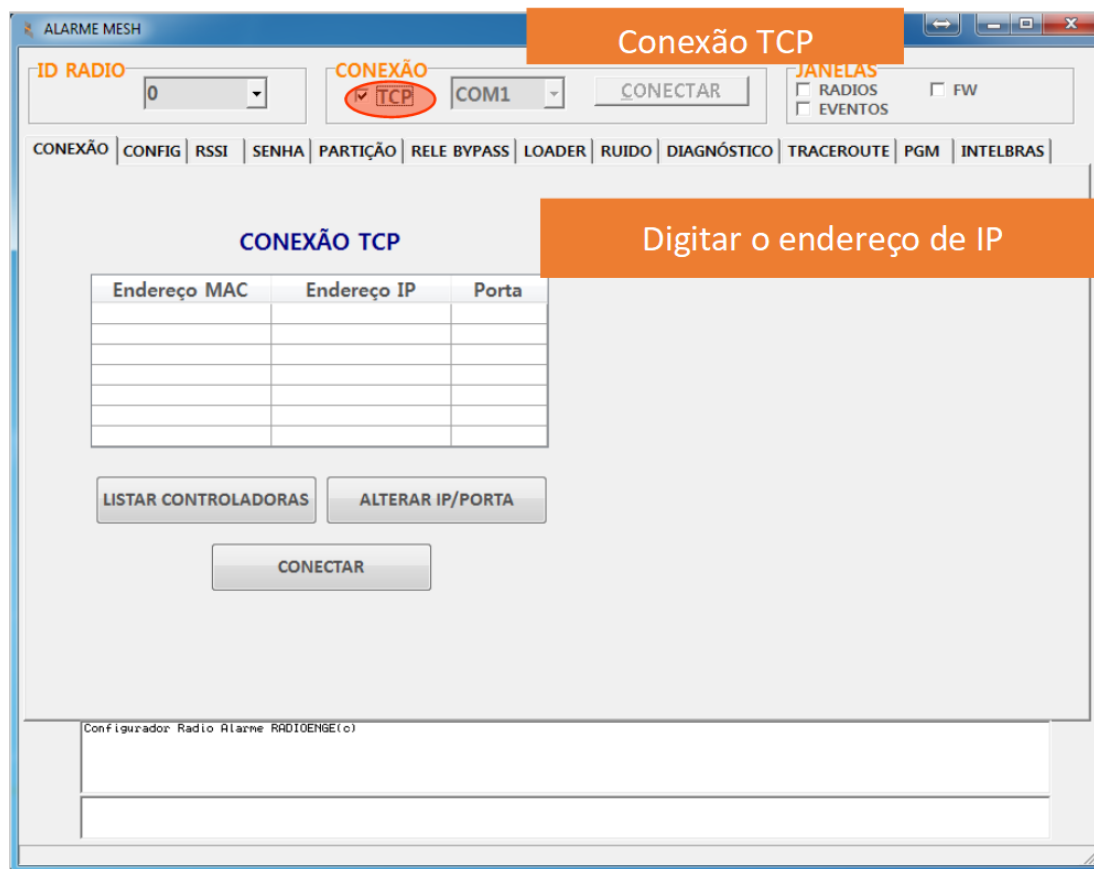 ALARME MESH
Conexão TCP
ID RADIO
0
CONEXÃO
TCP
COM1
CONECTAR
JANELAS
RADIOS
FW
EVENTOS
CONEXÃO CONFIG RSSI SENHA PARTIÇÃO RELE BYPASS LOADER RUIDO DIAGNÓSTICO TRACEROUTE PGM INTELBRAS
Digitar o endereço de IP
CONEXÃO TCP
Endereço MAC Endereço IP Porta
LISTAR CONTROLADORAS ALTERAR IP/PORTA
CONECTAR
Configurador Radio Alarme RADIOENGE(c)